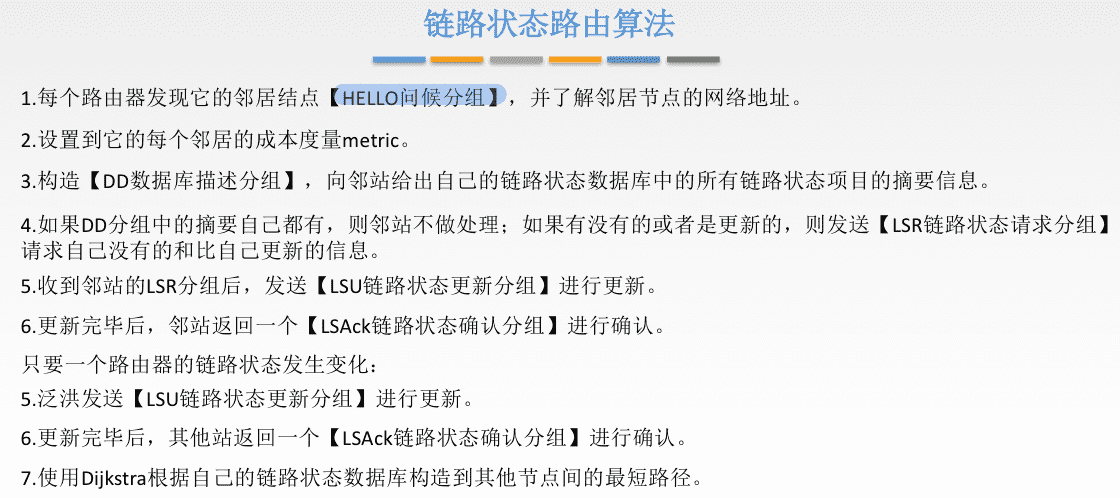 链路状态路由算法
1.每个路由器发现它的邻居结点【HELLO问候分组】，并了解邻居节点的网络地址。
2.设置到它的每个邻居的成本度量metric。
3.构造【DD数据库描述分组】，向邻站给出自己的链路状态数据库中的所有链路状态项目的摘要信息。
4.如果DD分组中的摘要自己都有，则邻站不做处理；如果有没有的或者是更新的，则发送【LSR链路状态请求分组】
请求自己没有的和比自己更新的信息。
5.收到邻站的LSR分组后，发送【LSU链路状态更新分组】进行更新。
6.更新完毕后，邻站返回一个【LSAck链路状态确认分组】进行确认。
只要一个路由器的链路状态发生变化：
5.泛洪发送【LSU链路状态更新分组】进行更新。
6.更新完毕后，其他站返回一个【LSAck链路状态确认分组】进行确认。
7.使用Dijkstra根据自己的链路状态数据库构造到其他节点间的最短路径。